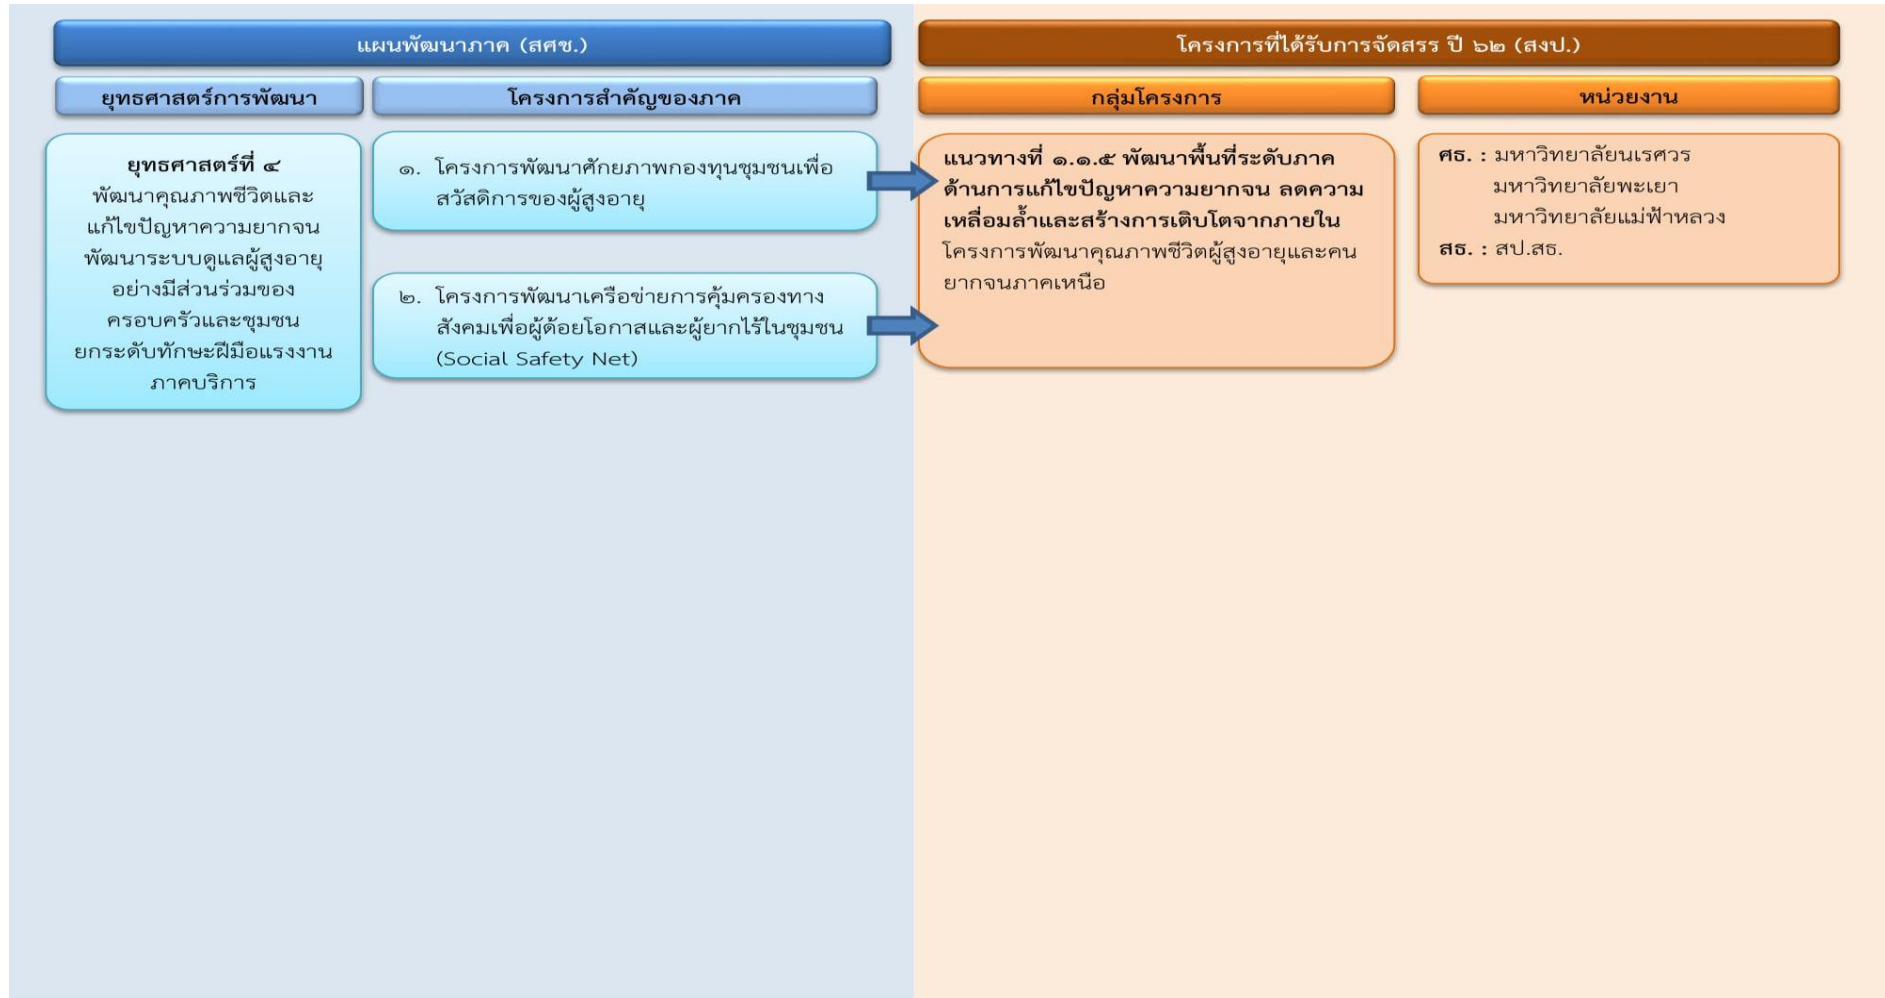 แผนพัฒนาภาค (สศช.)
โครงการที่ได้รับการจัดสรร ปี ๖๒ (สงป.)
ยุทธศาสตร์การพัฒนา
โครงการสำคัญของภาค
กลุ่มโครงการ
หน่วยงาน
ยุทธศาสตร์ที่ ๔
พัฒนาคุณภาพชีวิตและ
แก้ไขปัญหาความยากจน
พัฒนาระบบดูแลผู้สูงอายุ
อย่างมีส่วนร่วมของ
ครอบครัวและชุมชน
ยกระดับทักษะฝีมือแรงงาน
ภาคบริการ
๑. โครงการพัฒนาศักยภาพกองทุนชุมชนเพื่อ
สวัสดิการของผู้สูงอายุ
๒. โครงการพัฒนาเครือข่ายการคุ้มครองทาง
สังคมเพื่อผู้ด้อยโอกาสและผู้ยากไร้ในชุมชน
(Social Safety Net)
แนวทางที่ ๑.๑.๕ พัฒนาพื้นที่ระดับภาค
ด้านการแก้ไขปัญหาความยากจน ลดความ
เหลื่อมล้ำและสร้างการเติบโตจากภายใน
โครงการพัฒนาคุณภาพชีวิตผู้สูงอายุและคน
ยากจนภาคเหนือ
ศธ. : มหาวิทยาลัยนเรศวร
มหาวิทยาลัยพะเยา
มหาวิทยาลัยแม่ฟ้าหลวง
สธ. : สป.สธ.